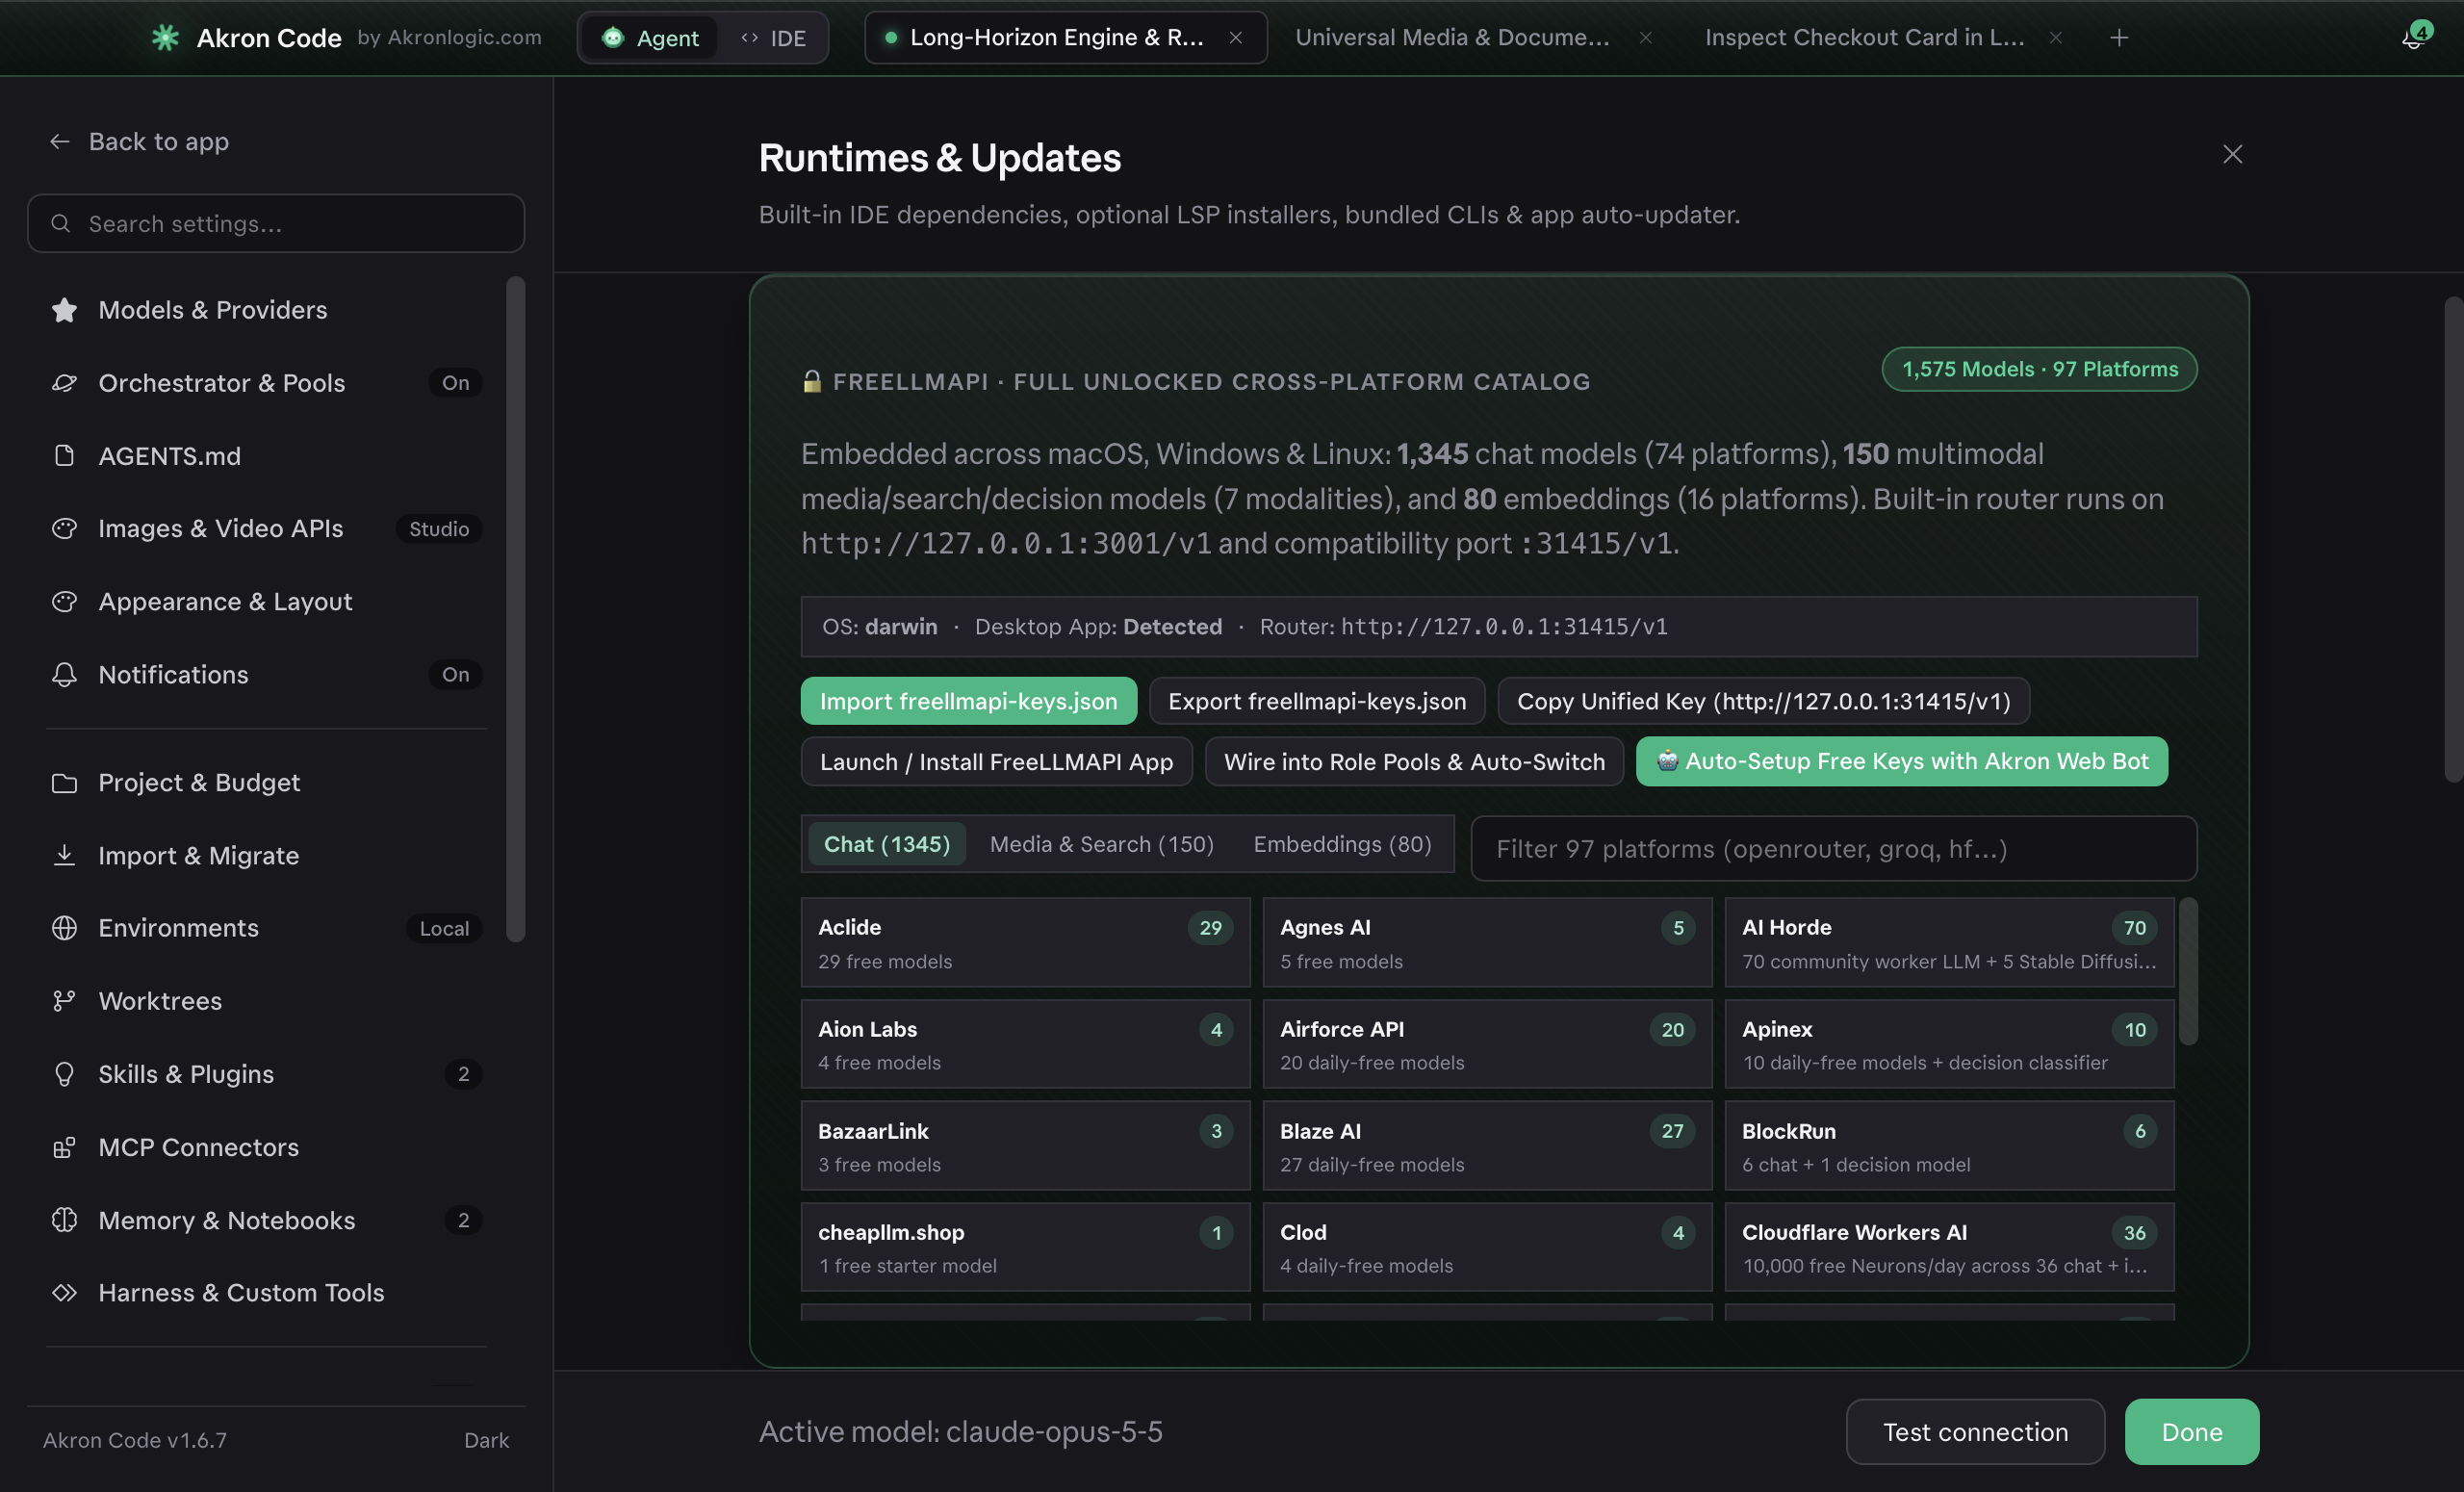 Akron Code by Akronlogic.com
Agent
IDE
Long-Horizon Engine & R...
Universal Media & Docume...
Inspect Checkout Card in L...
4
Back to app
Search settings...
Models & Providers
Orchestrator & Pools On
AGENTS.md
Images & Video APIs Studio
Appearance & Layout
Notifications On
Project & Budget
Import & Migrate
Environments Local
Worktrees
Skills & Plugins 2
MCP Connectors
Memory & Notebooks 2
Harness & Custom Tools
Akron Code v1.6.7 Dark
Runtimes & Updates
Built-in IDE dependencies, optional LSP installers, bundled CLIs & app auto-updater.
FREELLMAPI · FULL UNLOCKED CROSS-PLATFORM CATALOG
1,575 Models · 97 Platforms
Embedded across macOS, Windows & Linux: 1,345 chat models (74 platforms), 150 multimodal
media/search/decision models (7 modalities), and 80 embeddings (16 platforms). Built-in router runs on
http://127.0.0.1:3001/v1 and compatibility port :31415/v1.
OS: darwin · Desktop App: Detected · Router: http://127.0.0.1:31415/v1
Import freellmapi-keys.json
Export freellmapi-keys.json
Copy Unified Key (http://127.0.0.1:31415/v1)
Launch / Install FreeLLMAPI App
Wire into Role Pools & Auto-Switch
Auto-Setup Free Keys with Akron Web Bot
Chat (1345)
Media & Search (150)
Embeddings (80)
Filter 97 platforms (openrouter, groq, hf...)
Aclide 29
29 free models
Agnes AI 5
5 free models
AI Horde 70
70 community worker LLM + 5 Stable Diffusi...
Aion Labs 4
4 free models
Airforce API 20
20 daily-free models
Apinex 10
10 daily-free models + decision classifier
BazaarLink 3
3 free models
Blaze AI 27
27 daily-free models
BlockRun 6
6 chat + 1 decision model
cheapllm.shop 1
1 free starter model
Clod 4
4 daily-free models
Cloudflare Workers AI 36
10,000 free Neurons/day across 36 chat + i...
Active model: claude-opus-5-5
Test connection
Done